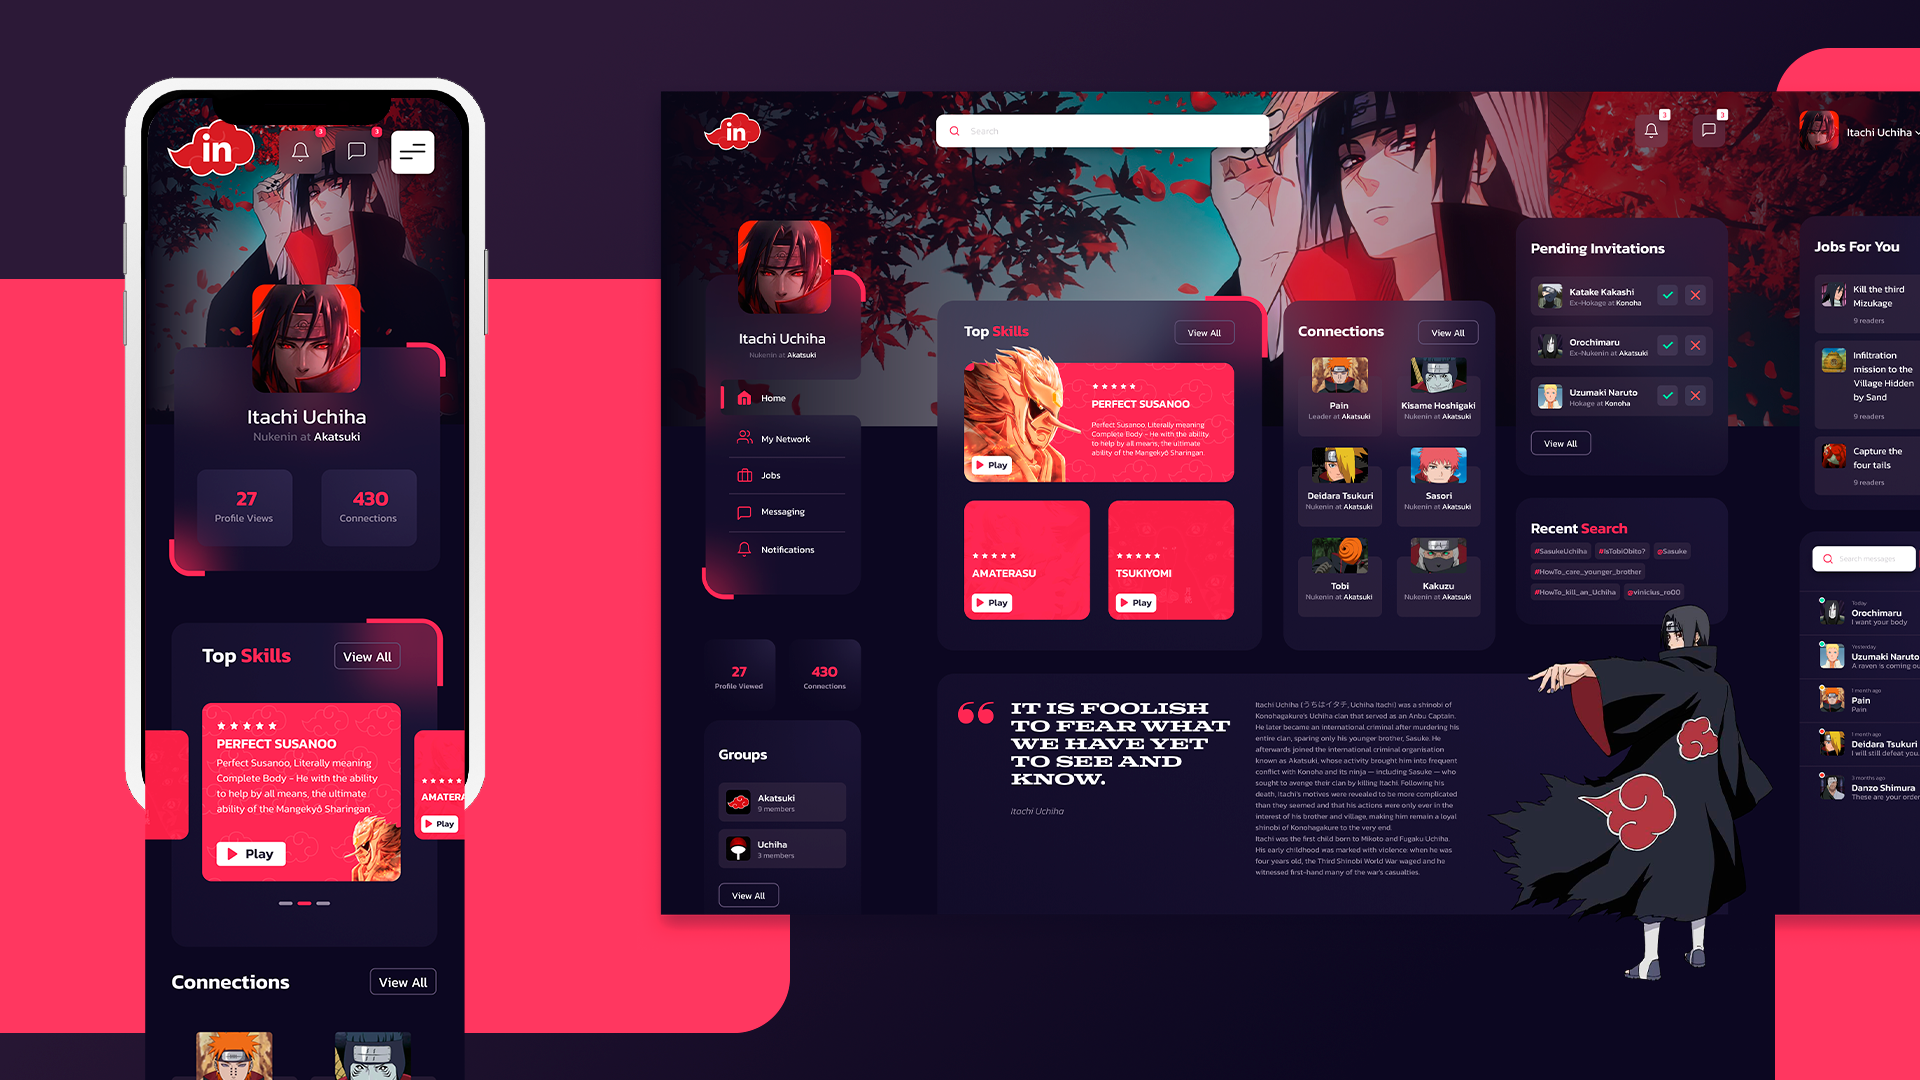 in
3
3
Itachi Uchiha
Nukenin at Akatsuki
27
Profile Views
430
Connections
Top Skills
View All
PERFECT SUSANOO
Perfect Susanoo, Literally meaning
Complete Body - He with the ability
to help by all means, the ultimate
ability of the Mangekyō Sharingan.
Play
AMATERA
Play
Connections
View All
in
Search
3
3
Itachi Uchiha
Itachi Uchiha
Nukenin at Akatsuki
Home
My Network
Jobs
Messaging
Notifications
27
Profile Viewed
430
Connections
Groups
Akatsuki
9 members
Uchiha
3 members
View All
Top Skills
View All
PERFECT SUSANOO
Perfect Susanoo, Literally meaning
Complete Body - He with the ability
to help by all means, the ultimate
ability of the Mangekyō Sharingan.
Play
AMATERASU
Play
TSUKIYOMI
Play
Connections
View All
Pain
Leader at Akatsuki
Kisame Hoshigaki
Nukenin at Akatsuki
Deidara Tsukuri
Nukenin at Akatsuki
Sasori
Nukenin at Akatsuki
Tobi
Nukenin at Akatsuki
Kakuzu
Nukenin at Akatsuki
Pending Invitations
Katake Kakashi
Ex-Hokage at Konoha
Orochimaru
Ex-Nukenin at Akatsuki
Uzumaki Naruto
Hokage at Konoha
View All
Recent Search
#SasukeUchiha #IsTobiObito? @Sasuke
#HowTo_care_younger_brother
#HowTo_kill_an_Uchiha @vinicius_ro00
Jobs For You
Kill the third
Mizukage
9 readers
Infiltration
mission to the
Village Hidden
by Sand
9 readers
Capture the
four tails
9 readers
Search messages
Today
Orochimaru
I want your body
Yesterday
Uzumaki Naruto
A raven is coming ou
1 month ago
Pain
Pain
1 month ago
Deidara Tsukuri
I will still defeat you.
3 months ago
Danzo Shimura
These are your order
IT IS FOOLISH
TO FEAR WHAT
WE HAVE YET
TO SEE AND
KNOW.
Itachi Uchiha
Itachi Uchiha (うちはイタチ, Uchiha Itachi) was a shinobi of
Konohagakure's Uchiha clan that served as an Anbu Captain.
He later became an international criminal after murdering his
entire clan, sparing only his younger brother, Sasuke. He
afterwards joined the international criminal organisation
known as Akatsuki, whose activity brought him into frequent
conflict with Konoha and its ninja — including Sasuke — who
sought to avenge their clan by killing Itachi. Following his
death, Itachi's motives were revealed to be more complicated
than they seemed and that his actions were only ever in the
interest of his brother and village, making him remain a loyal
shinobi of Konohagakure to the very end.
Itachi was the first child born to Mikoto and Fugaku Uchiha.
His early childhood was marked with violence: when he was
four years old, the Third Shinobi World War waged and he
witnessed first-hand many of the war's casualties.